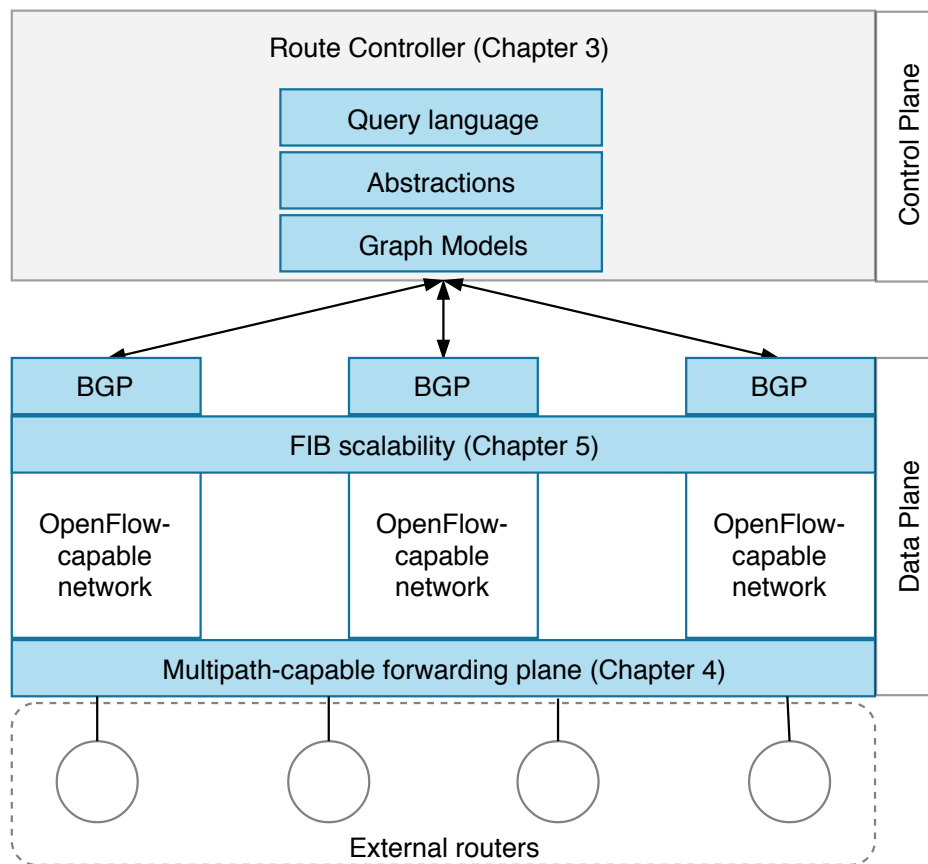 Route Controller (Chapter 3)
Query language
Abstractions
Graph Models
Control Plane
BGP
BGP
BGP
FIB scalability (Chapter 5)
OpenFlow-
capable
network
OpenFlow-
capable
network
OpenFlow-
capable
network
Data Plane
Multipath-capable forwarding plane (Chapter 4)
External routers